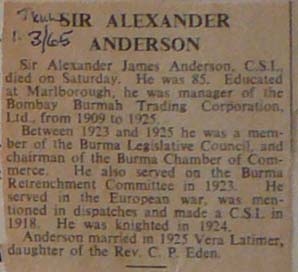 SIR ALEXANDER
1. 3/65
ANDERSON
Sir Alexander James Anderson, C.S.I.,
died on Saturday. He was 85. Educated
at Marlborough, he was manager of the
Bombay Burmah Trading Corporation,
Ltd., from 1909 to 1925.
Between 1923 and 1925 he was a mem-
ber of the Burma Legislative Council, and
chairman of the Burma Chamber of Com-
merce. He also served on the Burma
Retrenchment Committee in 1923. He
served in the European war, was men-
tioned in dispatches and made a C.S.I. in
1918. He was knighted in 1924.
Anderson married in 1925 Vera Latimer,
daughter of the Rev. C. P. Eden.